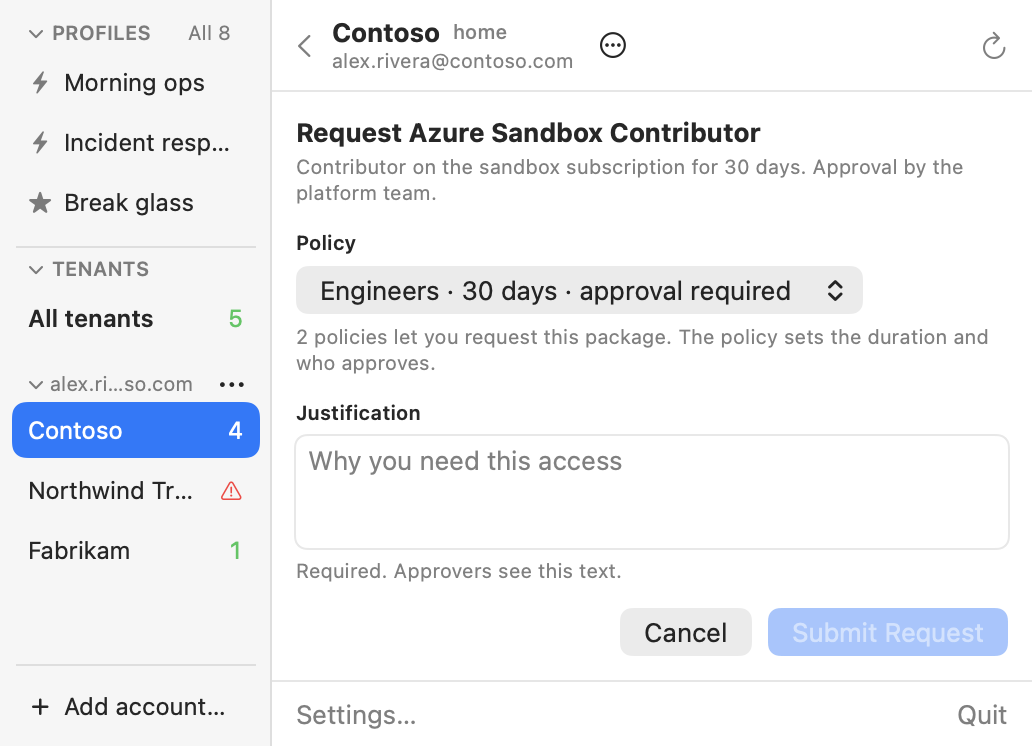 PROFILES All 8
Morning ops
Incident resp...
Break glass
TENANTS
All tenants 5
alex.ri...so.com
Contoso 4
Northwind Tr...
Fabrikam 1
+ Add account...
Contoso home
alex.rivera@contoso.com
Request Azure Sandbox Contributor
Contributor on the sandbox subscription for 30 days. Approval by the
platform team.
Policy
Engineers · 30 days · approval required
2 policies let you request this package. The policy sets the duration and
who approves.
Justification
Why you need this access
Required. Approvers see this text.
Cancel Submit Request
Settings... Quit